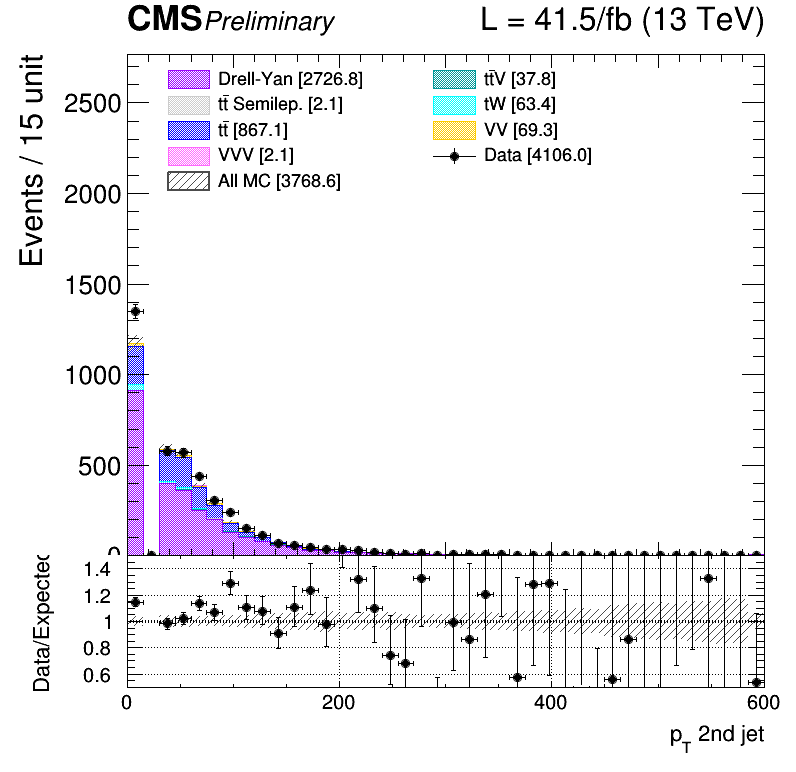 CMS Preliminary L = 41.5/fb (13 TeV)
Events / 15 unit
Drell-Yan [2726.8]
tt̄ Semilep. [2.1]
tt̄ [867.1]
VVV [2.1]
All MC [3768.6]
tt̄V [37.8]
tW [63.4]
VV [69.3]
Data [4106.0]
2500
2000
1500
1000
500
0
Data/Expected
1.4
1.2
1
0.8
0.6
0 200 400 600
p_T 2nd jet